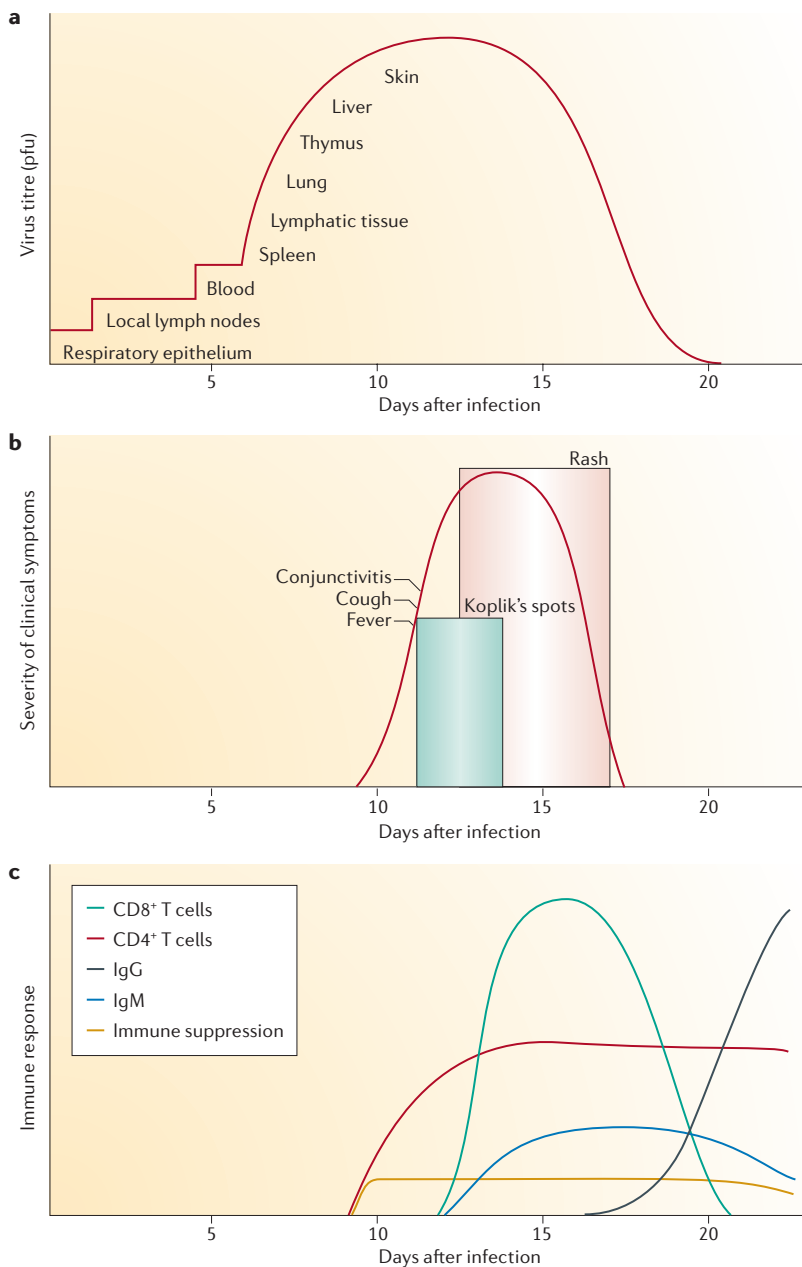 a
Virus titre (pfu)
Skin
Liver
Thymus
Lung
Lymphatic tissue
Spleen
Blood
Local lymph nodes
Respiratory epithelium
5
10
15
20
Days after infection
b
Severity of clinical symptoms
Rash
Conjunctivitis
Cough
Koplik's spots
Fever
5
10
15
20
Days after infection
c
Immune response
CD8⁺ T cells
CD4⁺ T cells
IgG
IgM
Immune suppression
5
10
15
20
Days after infection